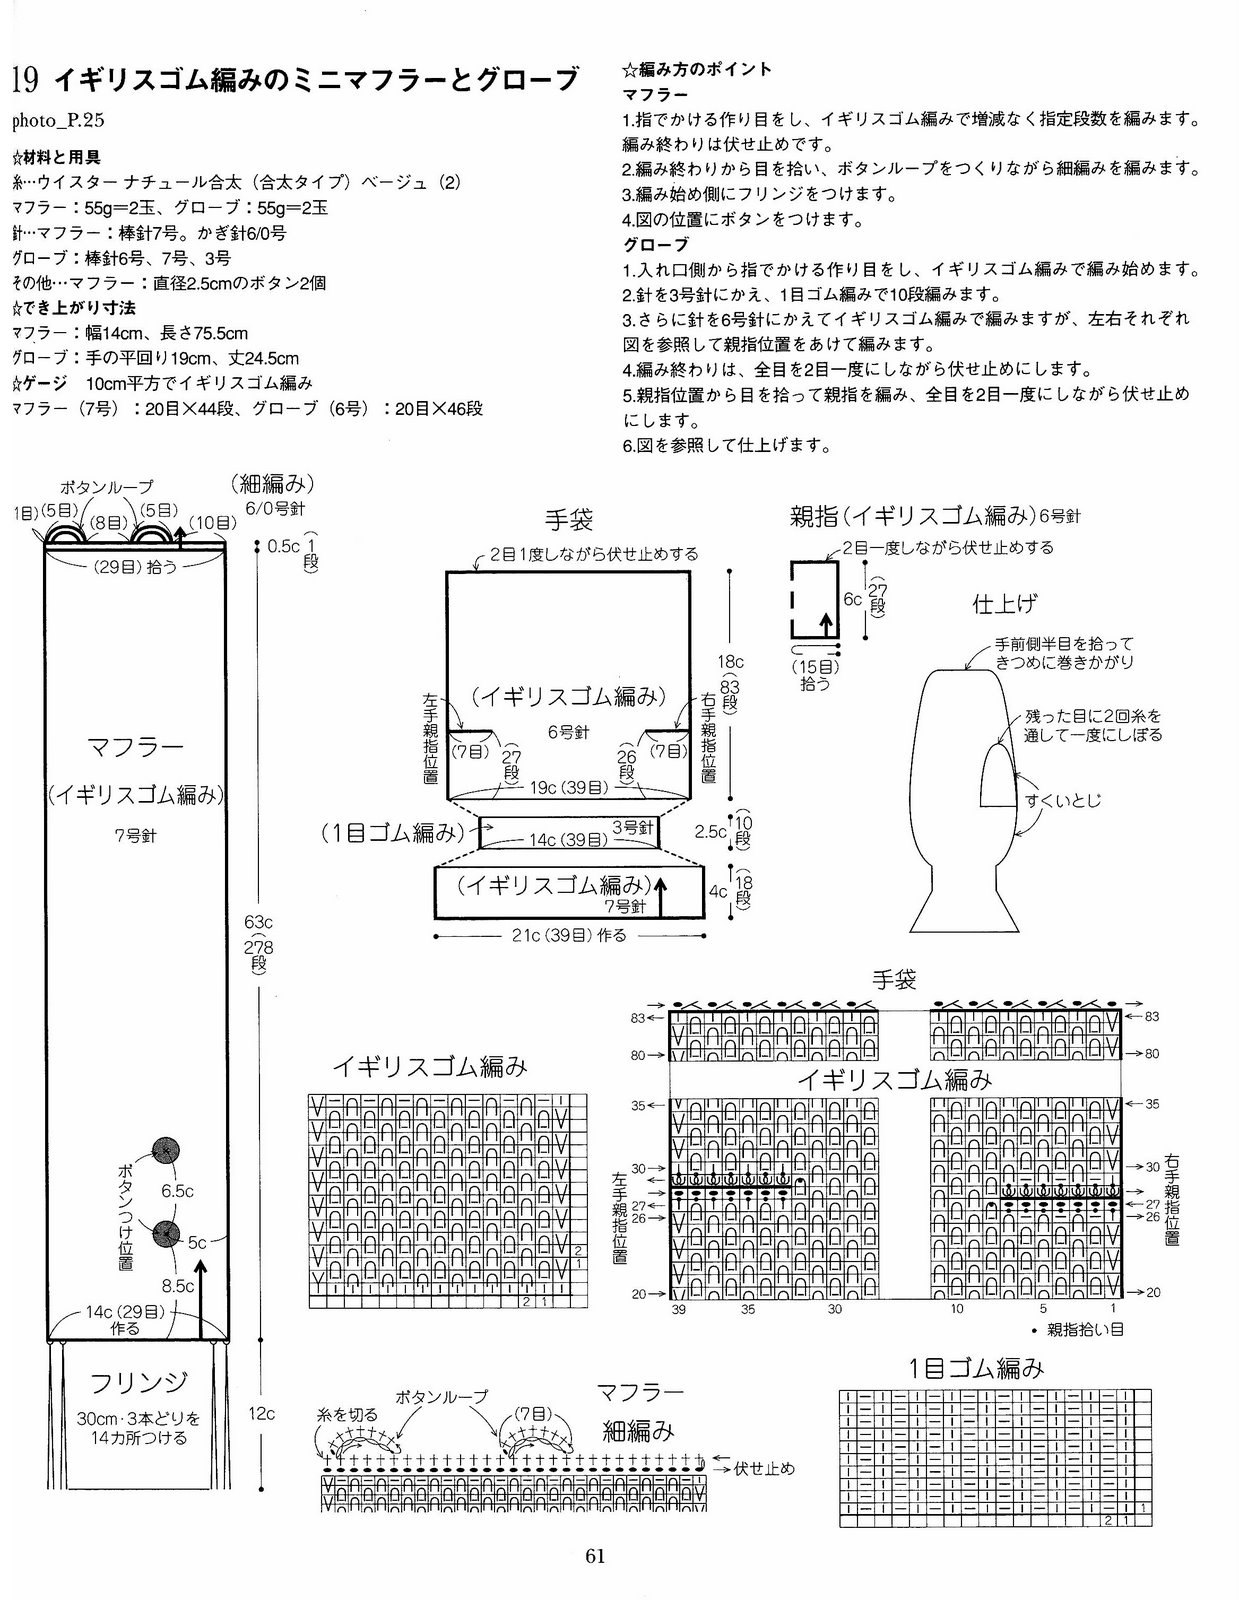 19 イギリスゴム編みのミニマフラーとグローブ
photo_P.25
☆材料と用具
糸…ウイスター ナチュール合太（合太タイプ）ベージュ（2）
マフラー：55g＝2玉、グローブ：55g＝2玉
針…マフラー：棒針7号。かぎ針6/0号
グローブ：棒針6号、7号、3号
その他…マフラー：直径2.5cmのボタン2個
☆でき上がり寸法
マフラー：幅14cm、長さ75.5cm
グローブ：手の平回り19cm、丈24.5cm
☆ゲージ　10cm平方でイギリスゴム編み
マフラー（7号）：20目×44段、グローブ（6号）：20目×46段
☆編み方のポイント
マフラー
1.指でかける作り目をし、イギリスゴム編みで増減なく指定段数を編みます。
編み終わりは伏せ止めです。
2.編み終わりから目を拾い、ボタンループをつくりながら細編みを編みます。
3.編み始め側にフリンジをつけます。
4.図の位置にボタンをつけます。
グローブ
1.入れ口側から指でかける作り目をし、イギリスゴム編みで編み始めます。
2.針を3号針にかえ、1目ゴム編みで10段編みます。
3.さらに針を6号針にかえてイギリスゴム編みで編みますが、左右それぞれ
図を参照して親指位置をあけて編みます。
4.編み終わりは、全目を2目一度にしながら伏せ止めにします。
5.親指位置から目を拾って親指を編み、全目を2目一度にしながら伏せ止め
にします。
6.図を参照して仕上げます。
ボタンループ
（細編み）
6/0号針
1目)
(5目)
(8目)
(5目)
(10目)
0.5c（1段）
(29目)拾う
マフラー
（イギリスゴム編み）
7号針
63c（278段）
ボタンつけ位置
6.5c
5c
8.5c
14c(29目)
作る
フリンジ
30cm・3本どりを
14カ所つける
12c
手袋
2目1度しながら伏せ止めする
18c（83段）
（イギリスゴム編み）
6号針
左手親指位置
右手親指位置
(7目)
(7目)
（27段）
（26段）
19c(39目)
（1目ゴム編み）
3号針
14c(39目)
2.5c（10段）
（イギリスゴム編み）
7号針
4c（18段）
21c(39目)作る
親指（イギリスゴム編み）6号針
2目一度しながら伏せ止めする
6c（27段）
(15目)
拾う
仕上げ
手前側半目を拾って
きつめに巻きかがり
残った目に2回糸を
通して一度にしぼる
すくいとじ
イギリスゴム編み
2
1
2 1
手袋
83
80
83
80
イギリスゴム編み
35
30
27
26
20
35
30
27
26
20
左手親指位置
右手親指位置
39 35 30 10 5 1
・親指拾い目
1目ゴム編み
1
2 1
マフラー
細編み
糸を切る
ボタンループ
(7目)
伏せ止め
61